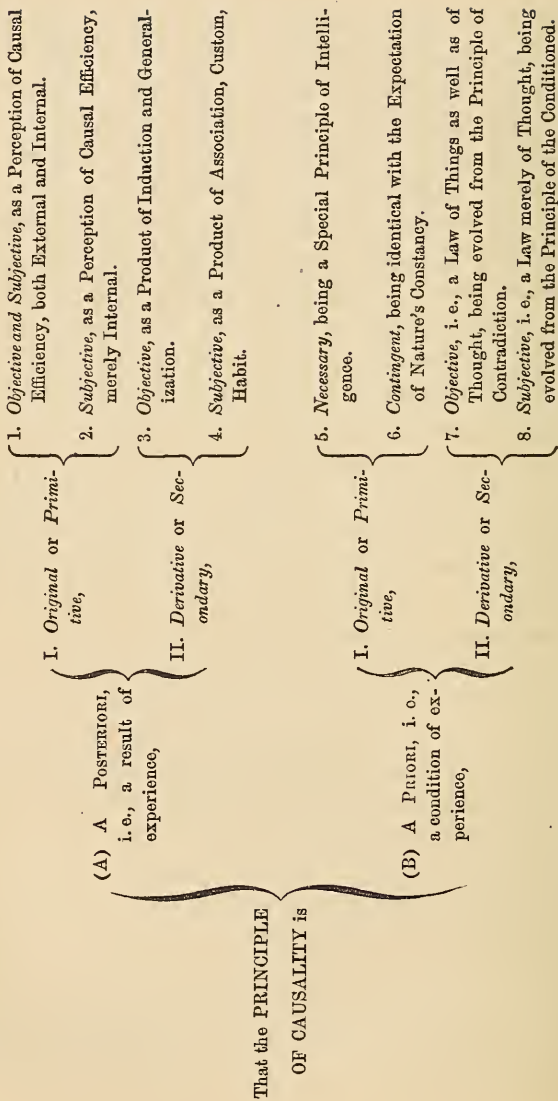 That the PRINCIPLE
OF CAUSALITY is
(A) A POSTERIORI,
i. e., a result of
experience,
I. Original or Primi-
tive,
1. Objective and Subjective, as a Perception of Causal
Efficiency, both External and Internal.
2. Subjective, as a Perception of Causal Efficiency,
merely Internal.
II. Derivative or Sec-
ondary,
3. Objective, as a Product of Induction and General-
ization.
4. Subjective, as a Product of Association, Custom,
Habit.
(B) A PRIORI, i. e.,
a condition of ex-
perience,
I. Original or Primi-
tive,
5. Necessary, being a Special Principle of Intelli-
gence.
6. Contingent, being identical with the Expectation
of Nature's Constancy.
II. Derivative or Sec-
ondary,
7. Objective, i. e., a Law of Things as well as of
Thought, being evolved from the Principle of
Contradiction.
8. Subjective, i. e., a Law merely of Thought, being
evolved from the Principle of the Conditioned.